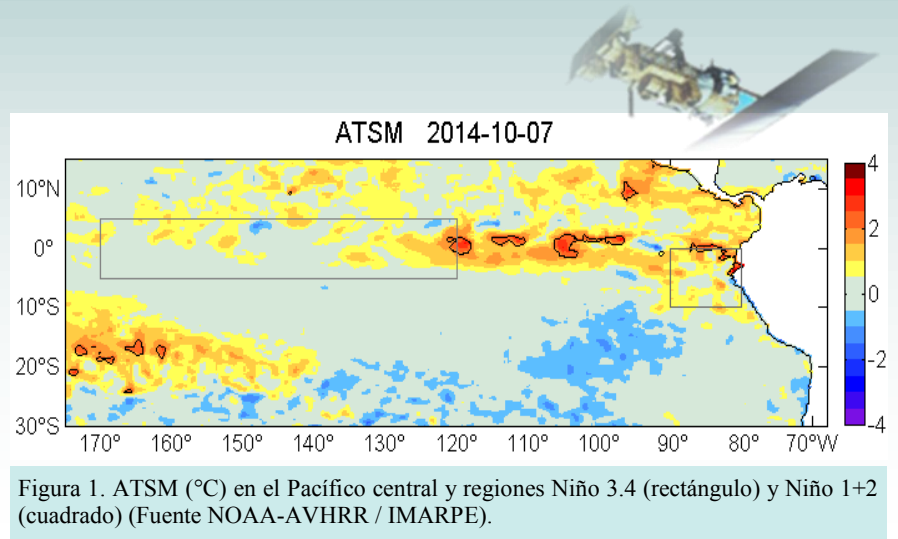 ATSM 2014-10-07
10°N
0°
10°S
20°S
30°S
170° 160° 150° 140° 130° 120° 110° 100° 90° 80° 70°W
4
2
0
-2
-4
Figura 1. ATSM (°C) en el Pacífico central y regiones Niño 3.4 (rectángulo) y Niño 1+2
(cuadrado) (Fuente NOAA-AVHRR / IMARPE).